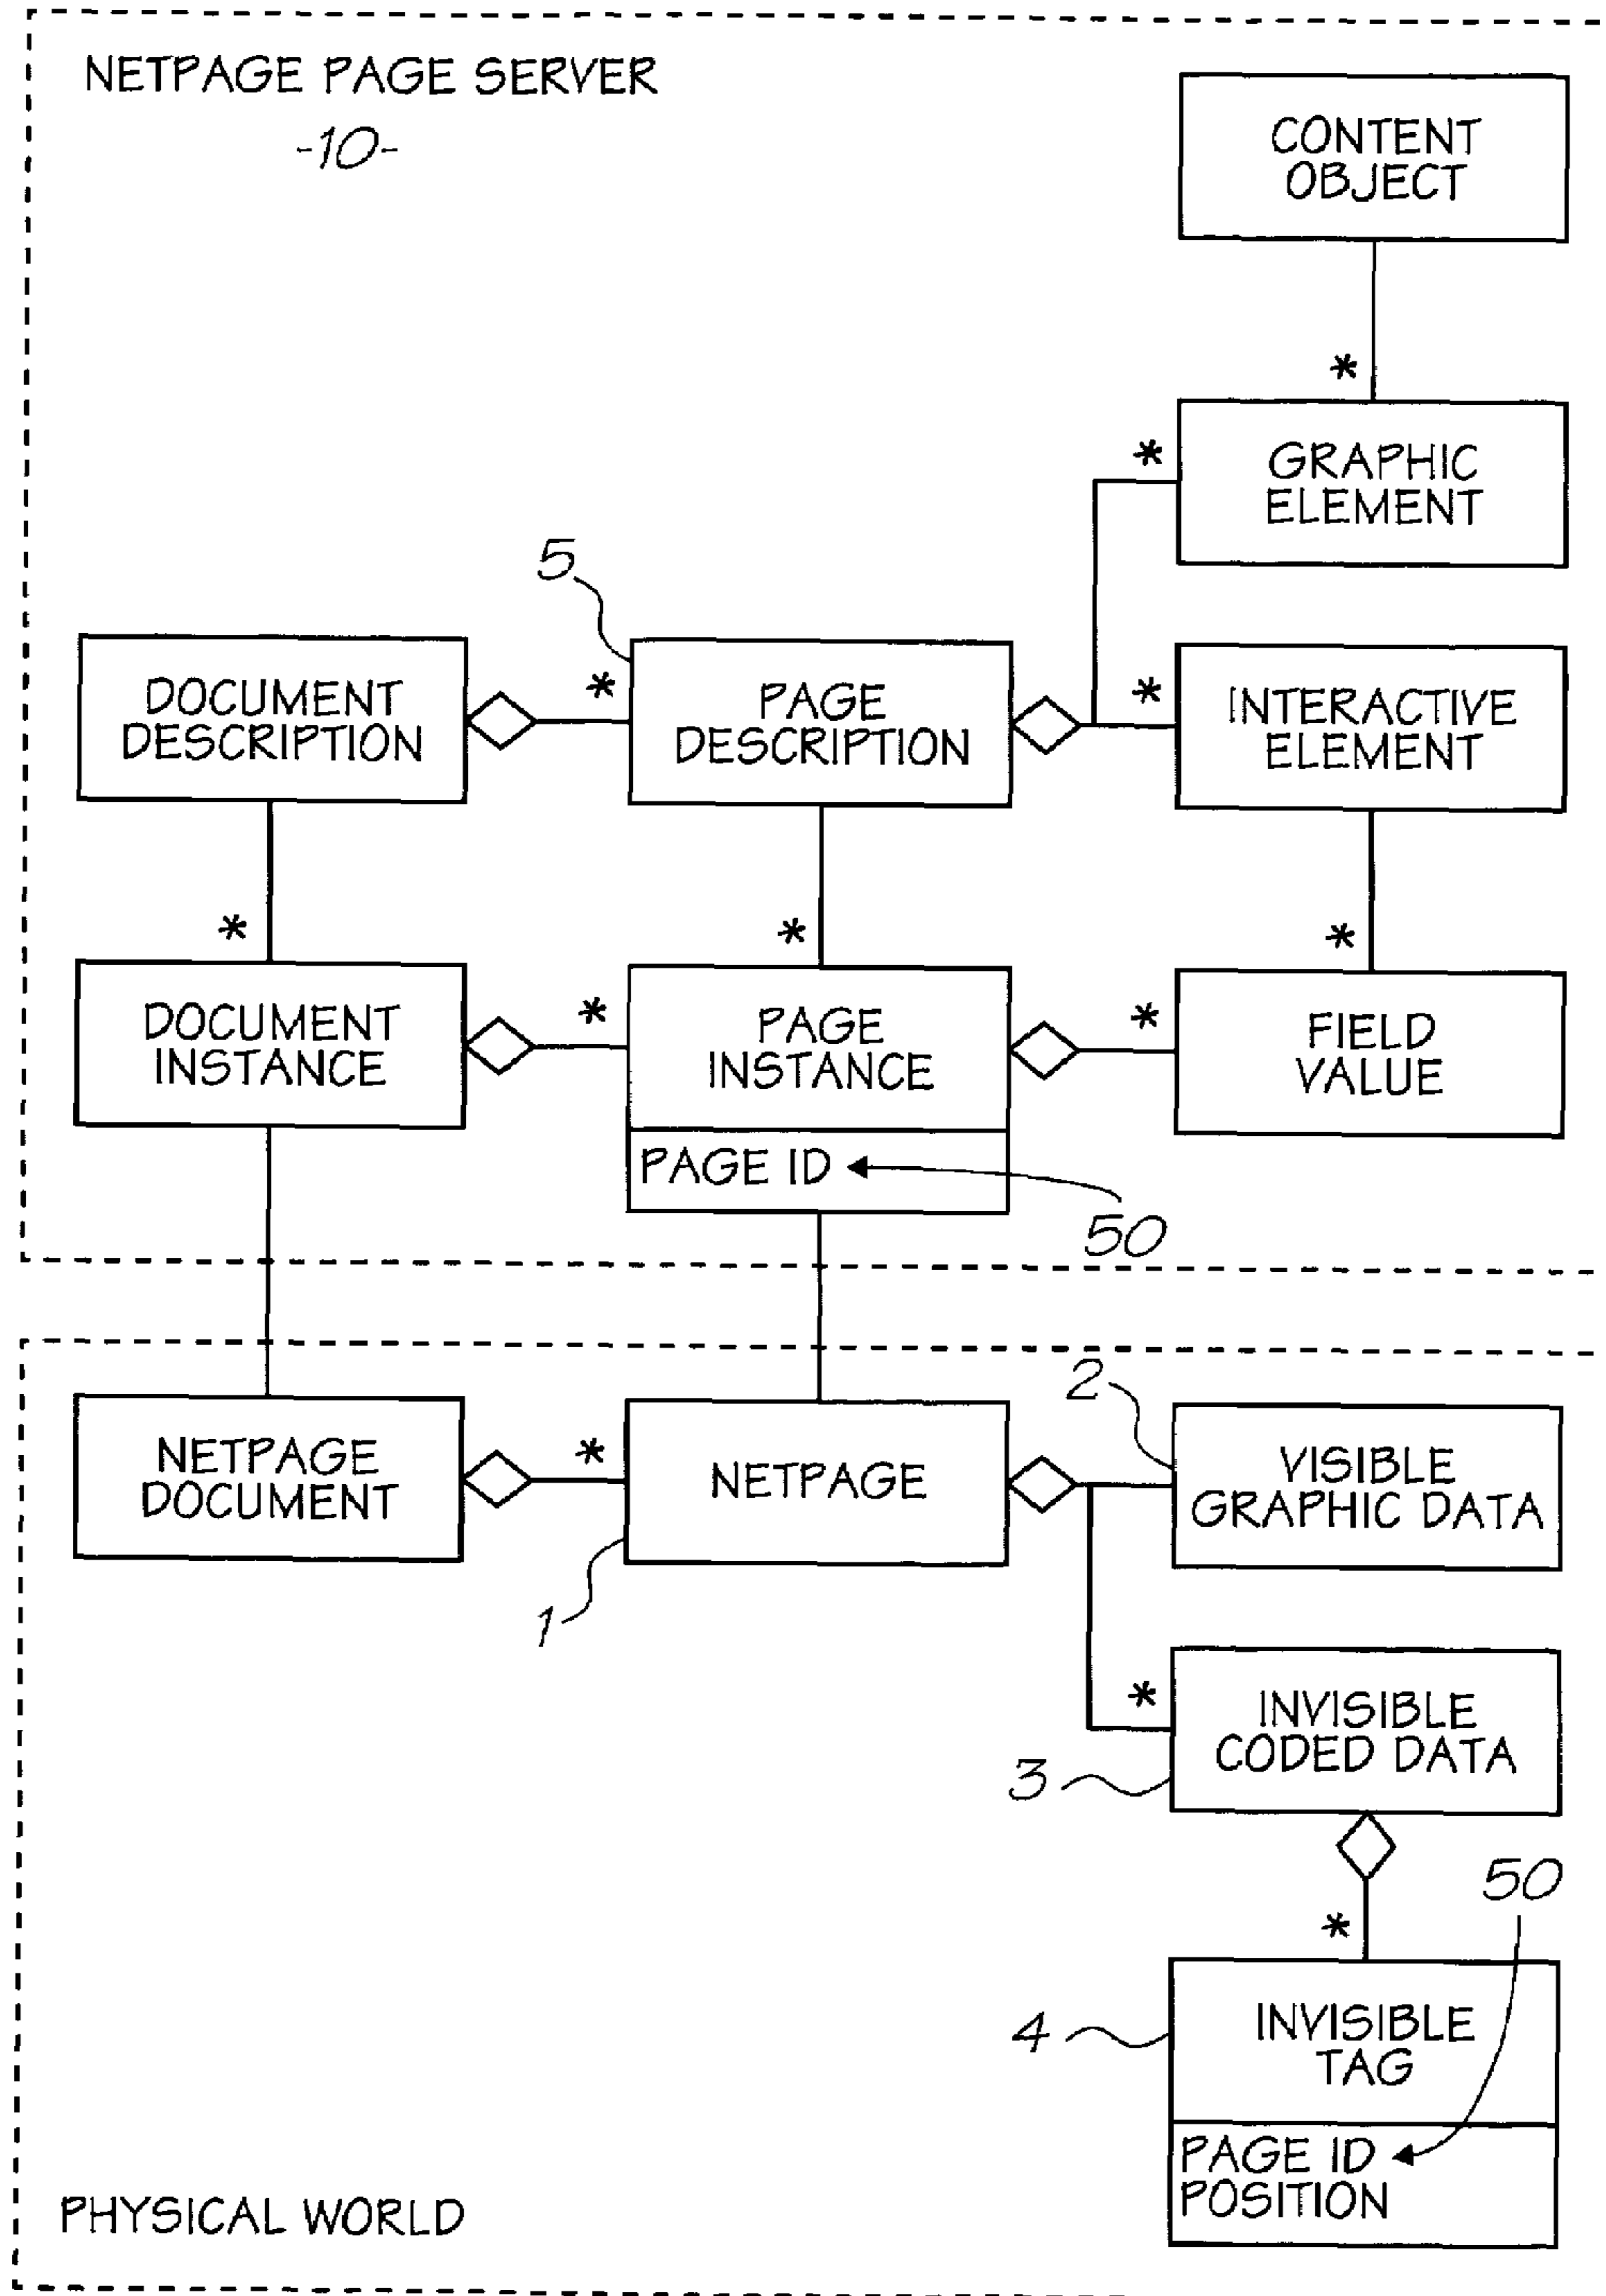 NETPAGE PAGE SERVER
-10-
CONTENT
OBJECT
*
*
GRAPHIC
ELEMENT
5
DOCUMENT
DESCRIPTION
*
PAGE
DESCRIPTION
*
INTERACTIVE
ELEMENT
*
*
*
DOCUMENT
INSTANCE
*
PAGE
INSTANCE
*
FIELD
VALUE
PAGE ID
50
2
NETPAGE
DOCUMENT
*
NETPAGE
VISIBLE
GRAPHIC DATA
1
*
INVISIBLE
CODED DATA
3
50
*
4
INVISIBLE
TAG
PAGE ID
POSITION
PHYSICAL WORLD